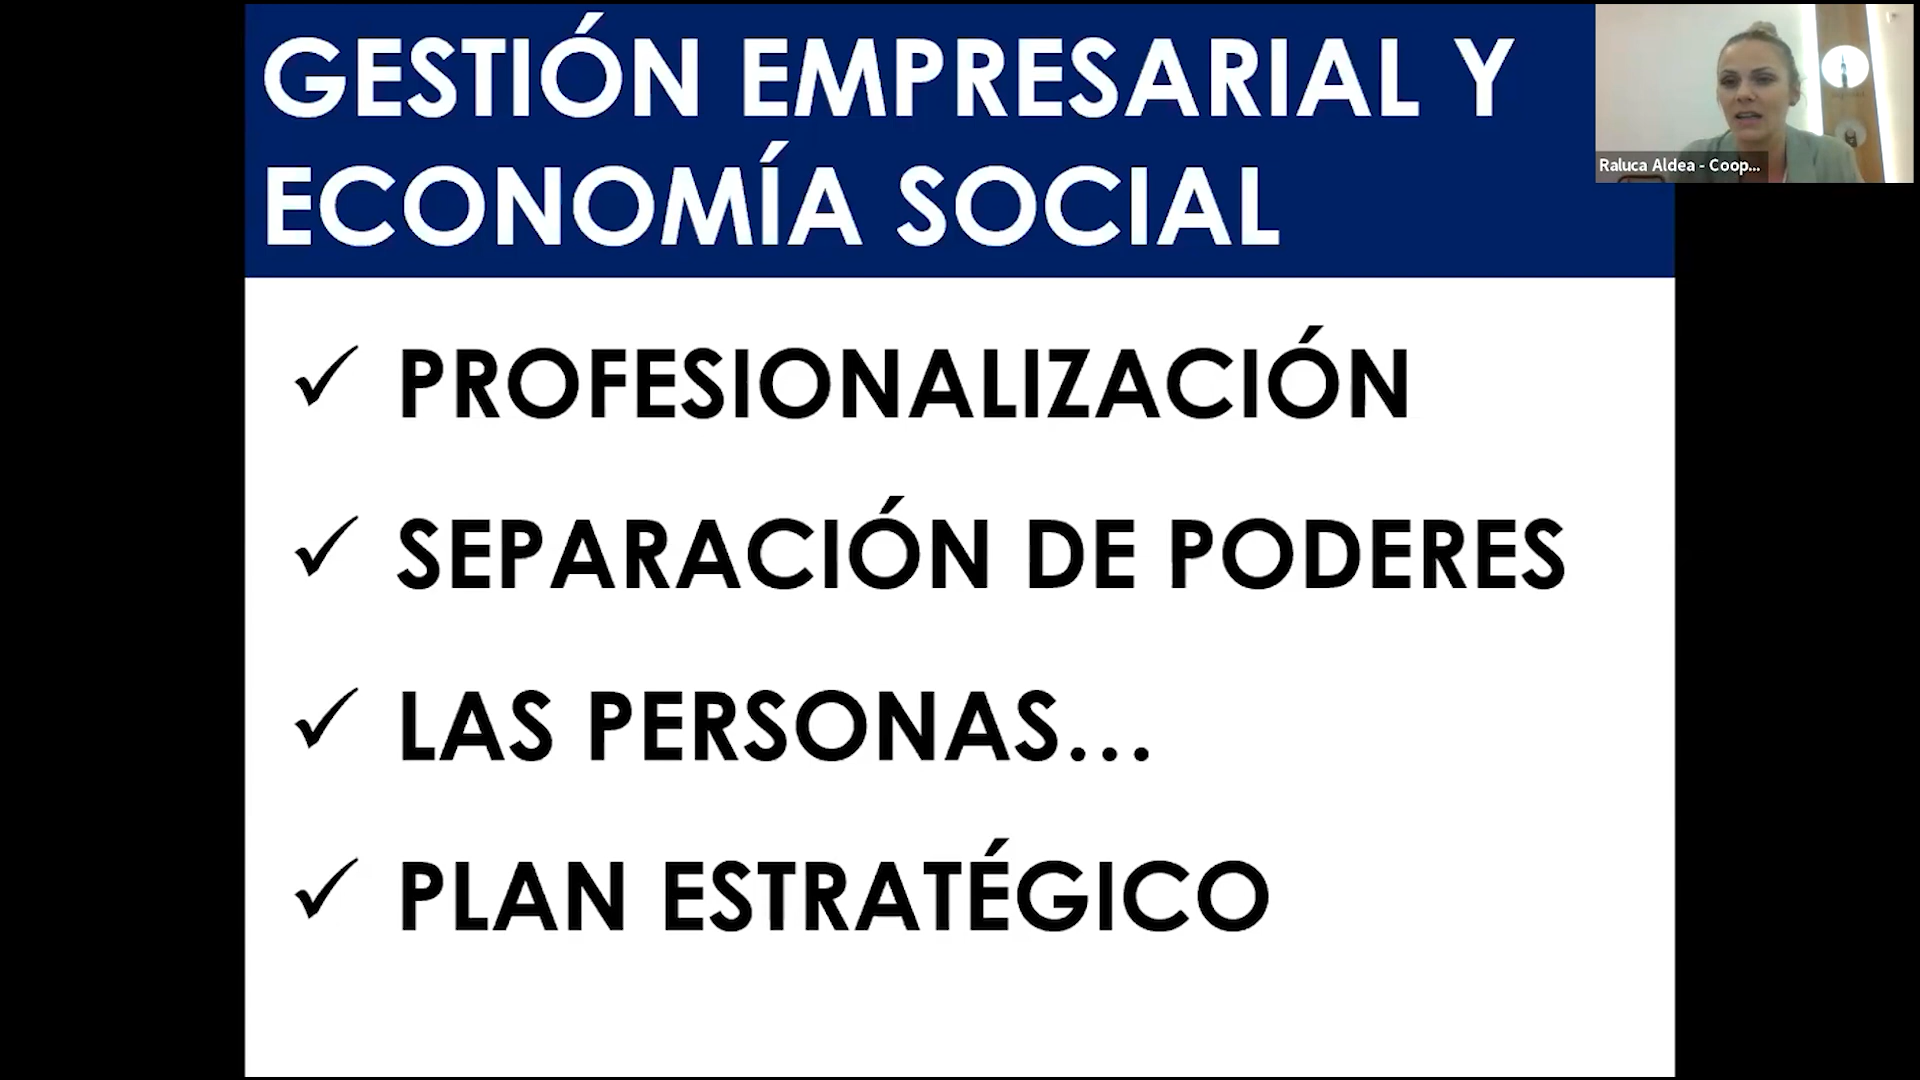 GESTIÓN EMPRESARIAL Y
ECONOMÍA SOCIAL
Raluca Aldea - Coop...
✓ PROFESIONALIZACIÓN
✓ SEPARACIÓN DE PODERES
✓ LAS PERSONAS...
✓ PLAN ESTRATÉGICO